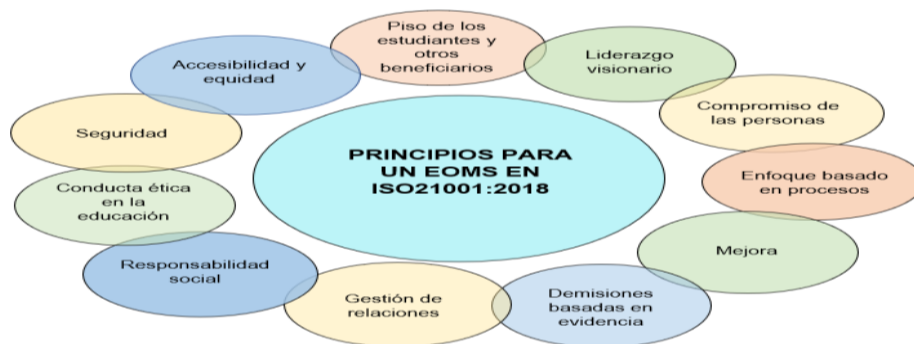 PRINCIPIOS PARA
UN EOMS EN
ISO21001:2018
Piso de los
estudiantes y
otros
beneficiarios
Liderazgo
visionario
Compromiso de
las personas
Enfoque basado
en procesos
Mejora
Demisiones
basadas en
evidencia
Gestión de
relaciones
Responsabilidad
social
Conducta ética
en la
educación
Seguridad
Accesibilidad y
equidad